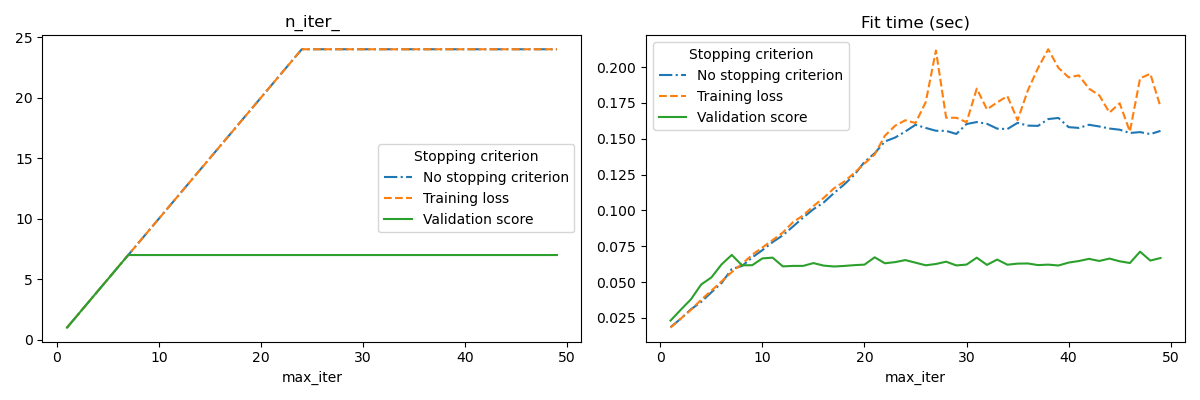 n_iter_
25
20
15
10
5
0
Stopping criterion
No stopping criterion
Training loss
Validation score
0 10 20 30 40 50
max_iter
Fit time (sec)
0.200
0.175
0.150
0.125
0.100
0.075
0.050
0.025
Stopping criterion
No stopping criterion
Training loss
Validation score
0 10 20 30 40 50
max_iter